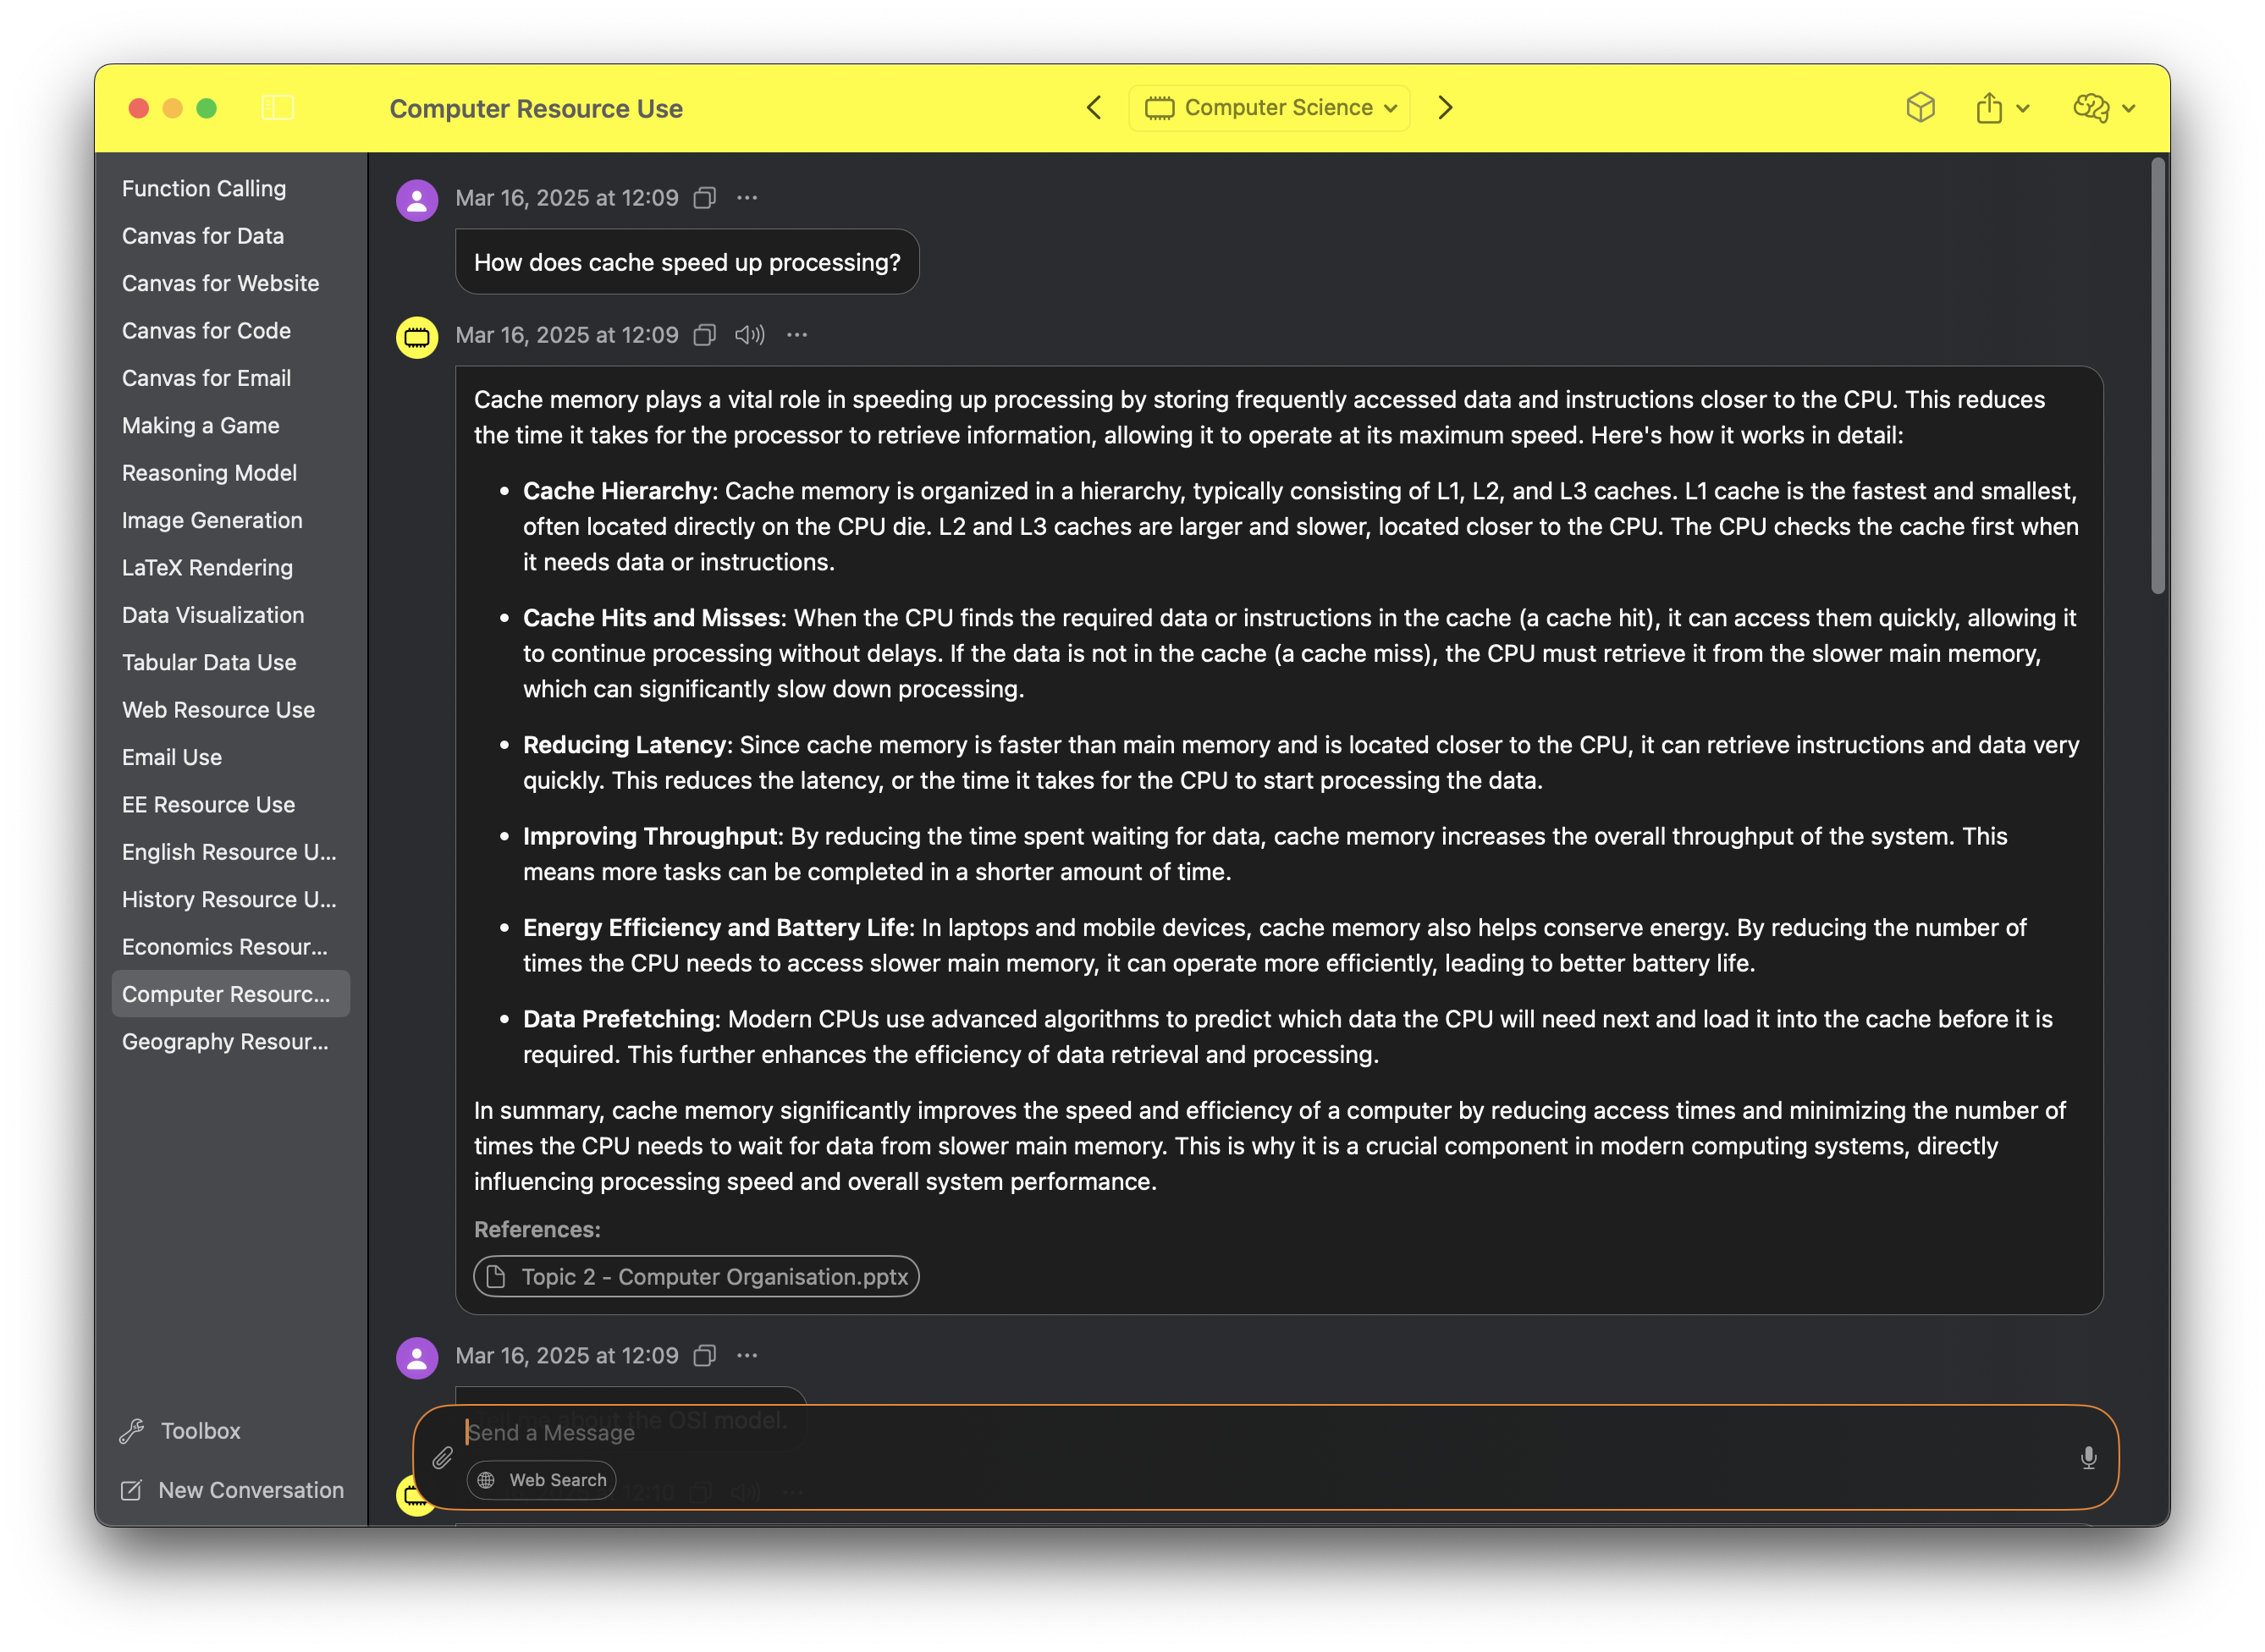 Computer Resource Use
Computer Science
Function Calling
Canvas for Data
Canvas for Website
Canvas for Code
Canvas for Email
Making a Game
Reasoning Model
Image Generation
LaTeX Rendering
Data Visualization
Tabular Data Use
Web Resource Use
Email Use
EE Resource Use
English Resource U...
History Resource U...
Economics Resour...
Computer Resourc...
Geography Resour...
Toolbox
New Conversation
Mar 16, 2025 at 12:09
How does cache speed up processing?
Mar 16, 2025 at 12:09
Cache memory plays a vital role in speeding up processing by storing frequently accessed data and instructions closer to the CPU. This reduces
the time it takes for the processor to retrieve information, allowing it to operate at its maximum speed. Here's how it works in detail:
• Cache Hierarchy: Cache memory is organized in a hierarchy, typically consisting of L1, L2, and L3 caches. L1 cache is the fastest and smallest,
often located directly on the CPU die. L2 and L3 caches are larger and slower, located closer to the CPU. The CPU checks the cache first when
it needs data or instructions.
• Cache Hits and Misses: When the CPU finds the required data or instructions in the cache (a cache hit), it can access them quickly, allowing it
to continue processing without delays. If the data is not in the cache (a cache miss), the CPU must retrieve it from the slower main memory,
which can significantly slow down processing.
• Reducing Latency: Since cache memory is faster than main memory and is located closer to the CPU, it can retrieve instructions and data very
quickly. This reduces the latency, or the time it takes for the CPU to start processing the data.
• Improving Throughput: By reducing the time spent waiting for data, cache memory increases the overall throughput of the system. This
means more tasks can be completed in a shorter amount of time.
• Energy Efficiency and Battery Life: In laptops and mobile devices, cache memory also helps conserve energy. By reducing the number of
times the CPU needs to access slower main memory, it can operate more efficiently, leading to better battery life.
• Data Prefetching: Modern CPUs use advanced algorithms to predict which data the CPU will need next and load it into the cache before it is
required. This further enhances the efficiency of data retrieval and processing.
In summary, cache memory significantly improves the speed and efficiency of a computer by reducing access times and minimizing the number of
times the CPU needs to wait for data from slower main memory. This is why it is a crucial component in modern computing systems, directly
influencing processing speed and overall system performance.
References:
Topic 2 - Computer Organisation.pptx
Mar 16, 2025 at 12:09
me about the OSI model.
Send a Message
Web Search
12:10